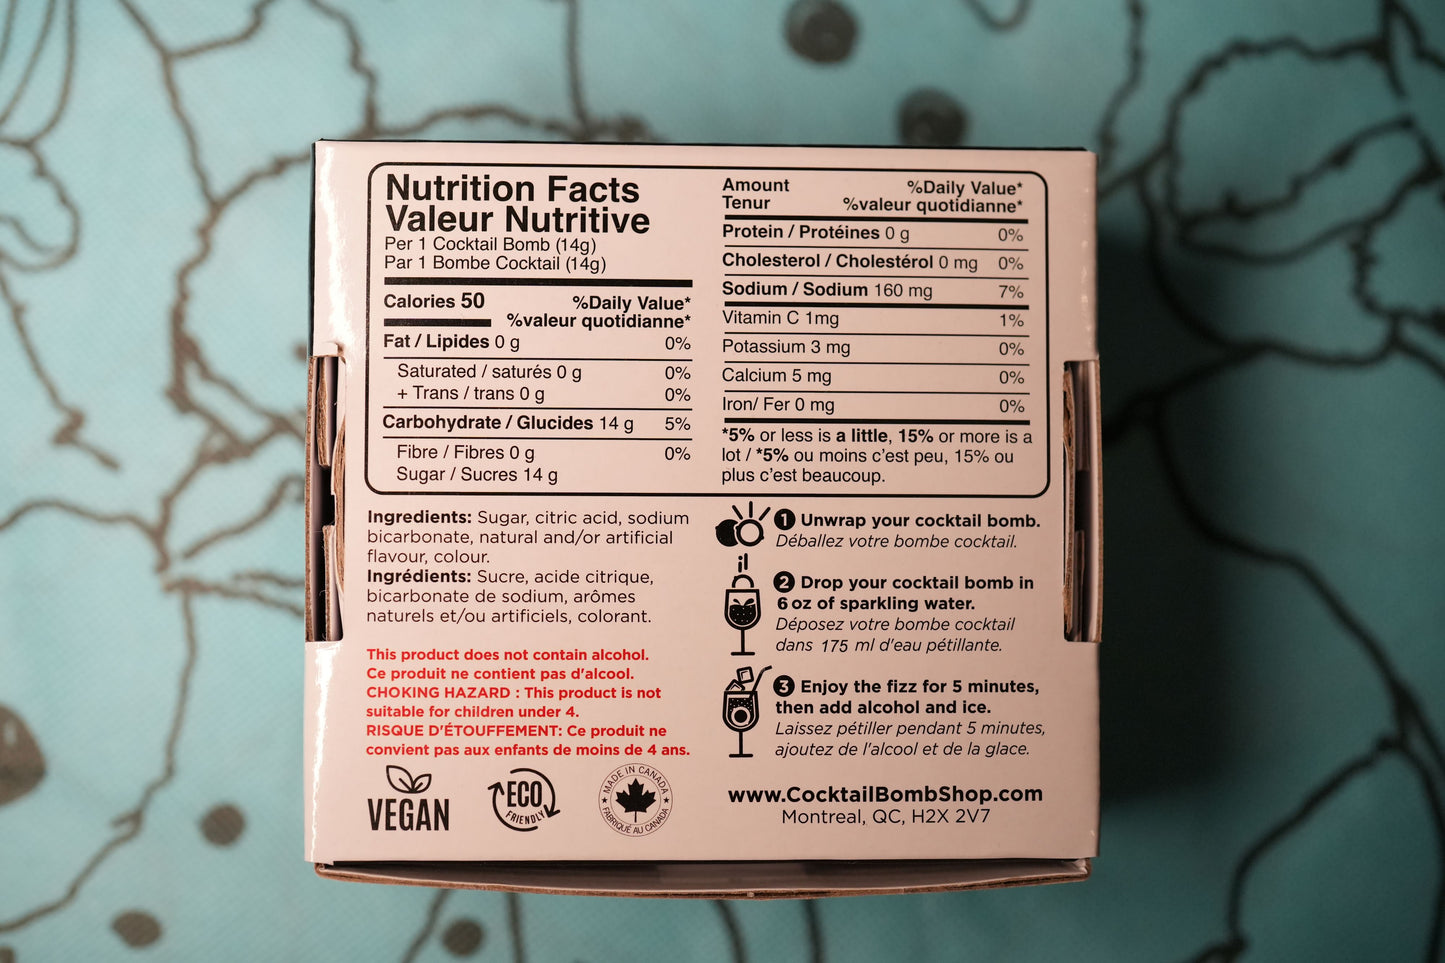 Nutrition Facts
Valeur Nutritive
Per 1 Cocktail Bomb (14g)
Par 1 Bombe Cocktail (14g)
Calories 50 %Daily Value*
%valeur quotidianne*
Fat / Lipides 0 g 0%
Saturated / saturés 0 g 0%
+ Trans / trans 0 g 0%
Carbohydrate / Glucides 14 g 5%
Fibre / Fibres 0 g 0%
Sugar / Sucres 14 g
Amount %Daily Value*
Tenur %valeur quotidianne*
Protein / Protéines 0 g 0%
Cholesterol / Cholestérol 0 mg 0%
Sodium / Sodium 160 mg 7%
Vitamin C 1mg 1%
Potassium 3 mg 0%
Calcium 5 mg 0%
Iron/ Fer 0 mg 0%
*5% or less is a little, 15% or more is a
lot / *5% ou moins c'est peu, 15% ou
plus c'est beaucoup.
Ingredients: Sugar, citric acid, sodium
bicarbonate, natural and/or artificial
flavour, colour.
Ingrédients: Sucre, acide citrique,
bicarbonate de sodium, arômes
naturels et/ou artificiels, colorant.
This product does not contain alcohol.
Ce produit ne contient pas d'alcool.
CHOKING HAZARD : This product is not
suitable for children under 4.
RISQUE D'ÉTOUFFEMENT: Ce produit ne
convient pas aux enfants de moins de 4 ans.
VEGAN
ECO
FRIENDLY
MADE IN CANADA
FABRIQUÉ AU CANADA
1 Unwrap your cocktail bomb.
Déballez votre bombe cocktail.
2 Drop your cocktail bomb in
6 oz of sparkling water.
Déposez votre bombe cocktail
dans 175 ml d'eau pétillante.
3 Enjoy the fizz for 5 minutes,
then add alcohol and ice.
Laissez pétiller pendant 5 minutes,
ajoutez de l'alcool et de la glace.
www.CocktailBombShop.com
Montreal, QC, H2X 2V7